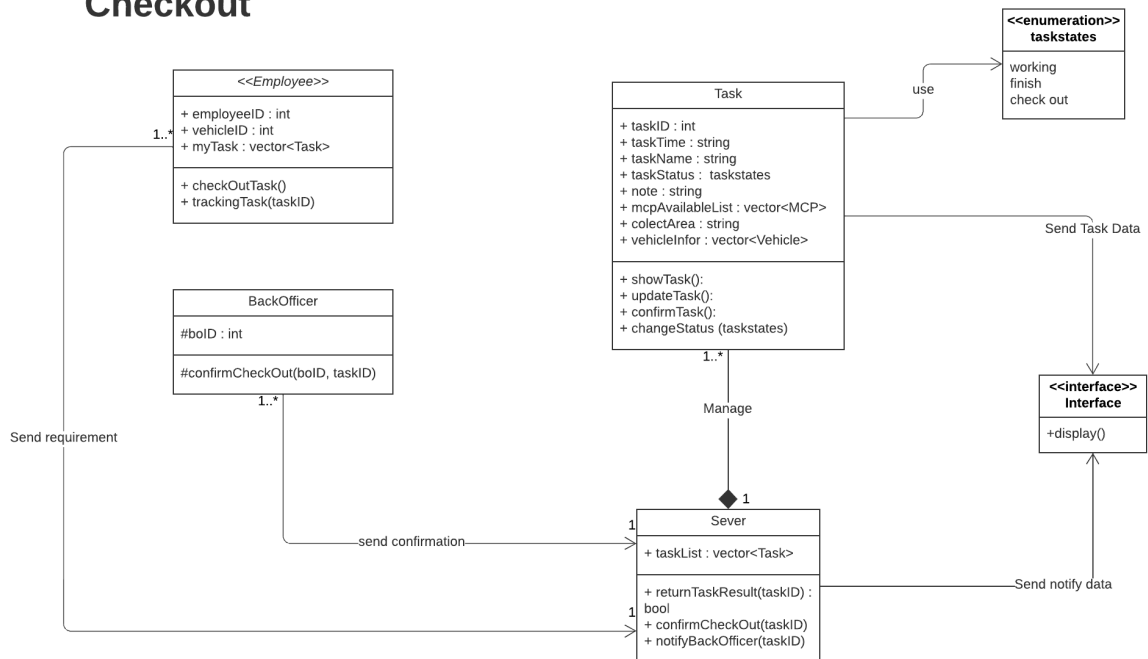 Checkout
<<Employee>>
+ employeeID : int
+ vehicleID : int
+ myTask : vector<Task>
+ checkOutTask()
+ trackingTask(taskID)
1..*
BackOfficer
#boID : int
#confirmCheckOut(boID, taskID)
1..*
Send requirement
send confirmation
Task
+ taskID : int
+ taskTime : string
+ taskName : string
+ taskStatus :  taskstates
+ note : string
+ mcpAvailableList : vector<MCP>
+ colectArea : string
+ vehicleInfor : vector<Vehicle>
+ showTask():
+ updateTask():
+ confirmTask():
+ changeStatus (taskstates)
1..*
Manage
1
1
1
Sever
+ taskList : vector<Task>
+ returnTaskResult(taskID) :
bool
+ confirmCheckOut(taskID)
+ notifyBackOfficer(taskID)
use
<<enumeration>>
taskstates
working
finish
check out
Send Task Data
<<interface>>
Interface
+display()
Send notify data